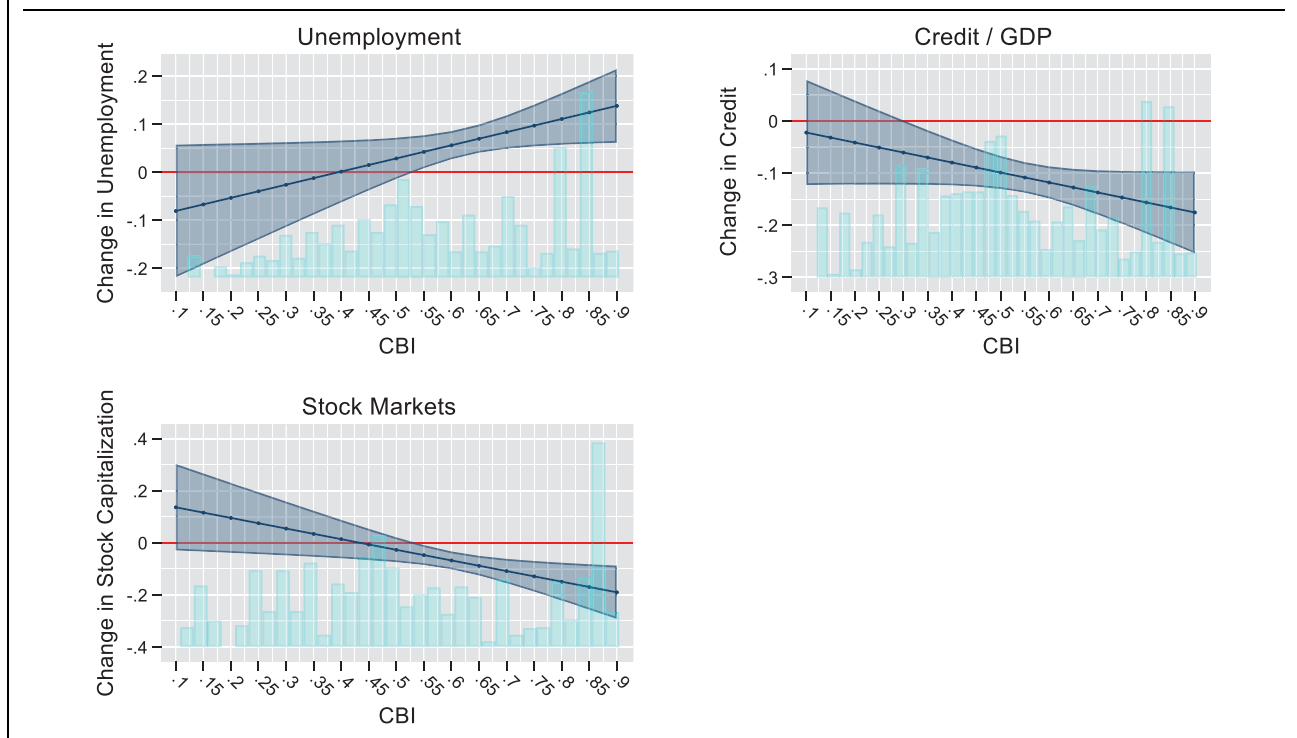 Unemployment
Change in Unemployment
.2
.1
0
-.1
-.2
.1 .15 .2 .25 .3 .35 .4 .45 .5 .55 .6 .65 .7 .75 .8 .85 .9
CBI
Credit / GDP
Change in Credit
.1
0
-.1
-.2
-.3
.1 .15 .2 .25 .3 .35 .4 .45 .5 .55 .6 .65 .7 .75 .8 .85 .9
CBI
Stock Markets
Change in Stock Capitalization
.4
.2
0
-.2
-.4
.1 .15 .2 .25 .3 .35 .4 .45 .5 .55 .6 .65 .7 .75 .8 .85 .9
CBI